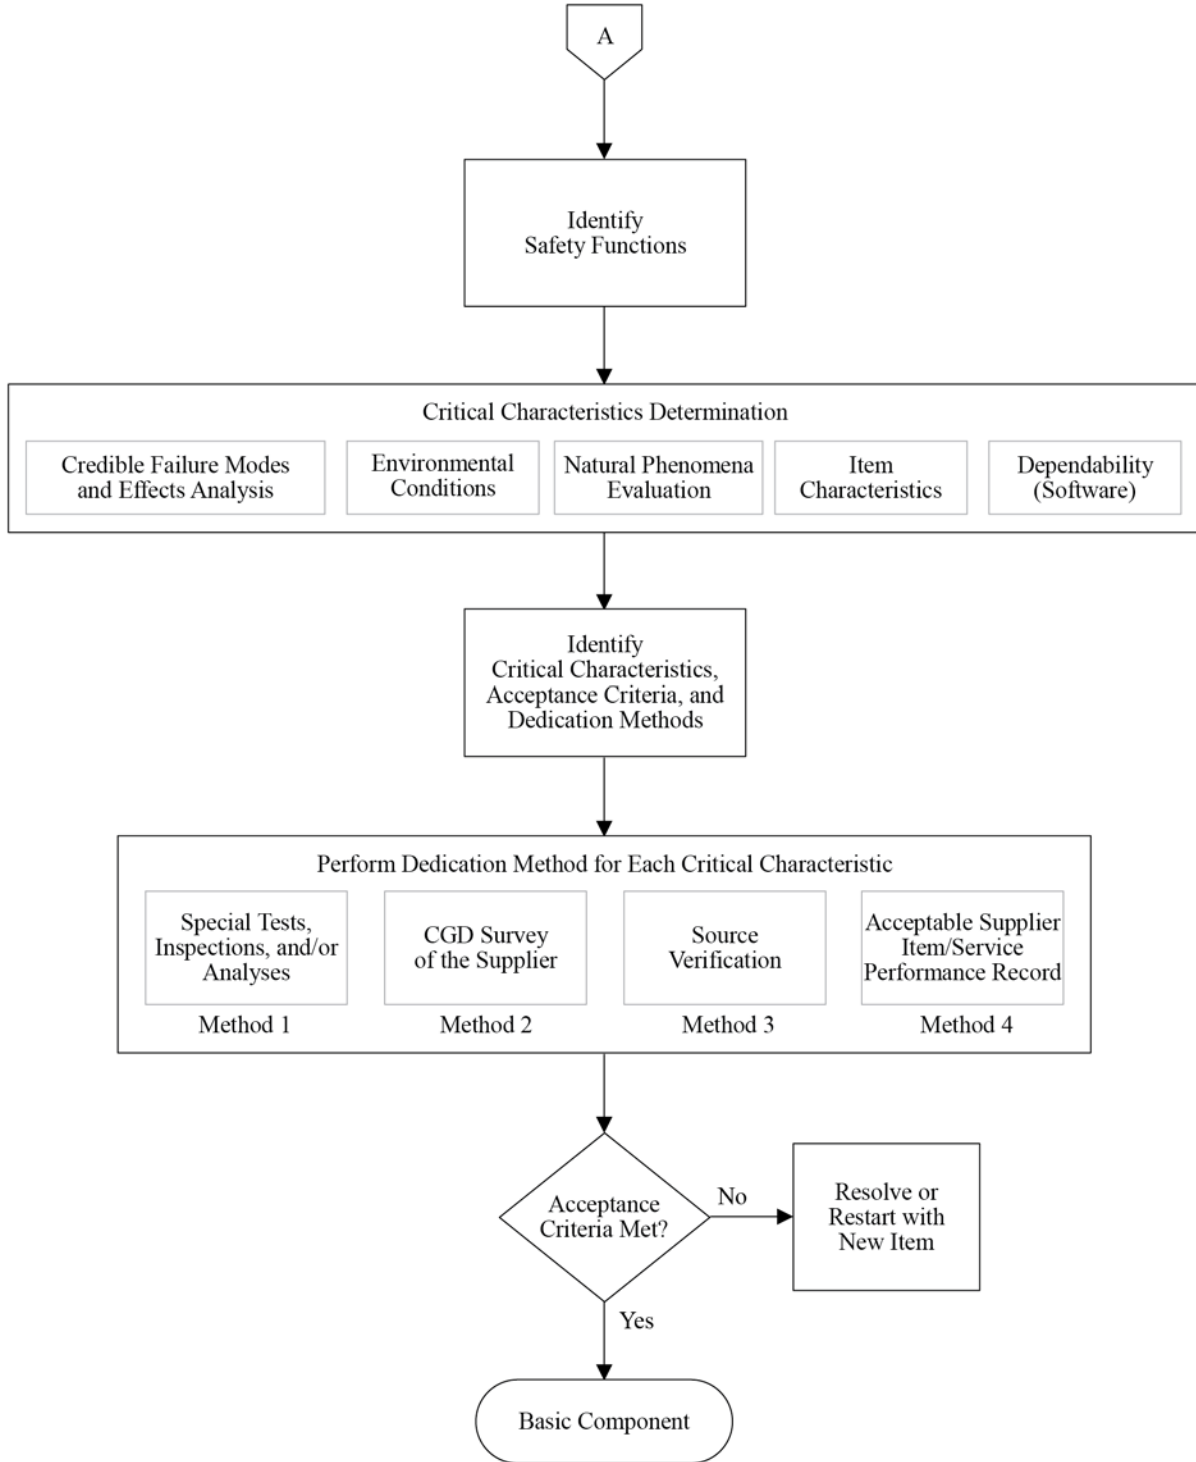 A
Identify
Safety Functions
Critical Characteristics Determination
Credible Failure Modes
and Effects Analysis
Environmental
Conditions
Natural Phenomena
Evaluation
Item
Characteristics
Dependability
(Software)
Identify
Critical Characteristics,
Acceptance Criteria, and
Dedication Methods
Perform Dedication Method for Each Critical Characteristic
Special Tests,
Inspections, and/or
Analyses
Method 1
CGD Survey
of the Supplier
Method 2
Source
Verification
Method 3
Acceptable Supplier
Item/Service
Performance Record
Method 4
Acceptance
Criteria Met?
No
Resolve or
Restart with
New Item
Yes
Basic Component